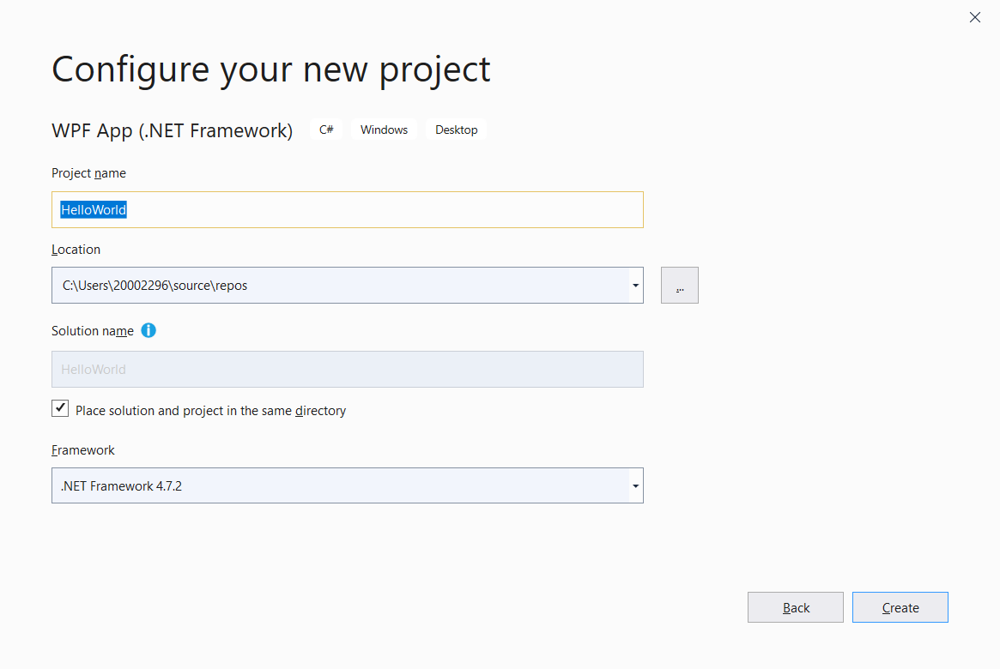 Configure your new project
WPF App (.NET Framework) C# Windows Desktop
Project name
HelloWorld
Location
C:\Users\20002296\source\repos
...
Solution name
HelloWorld
Place solution and project in the same directory
Framework
.NET Framework 4.7.2
Back Create